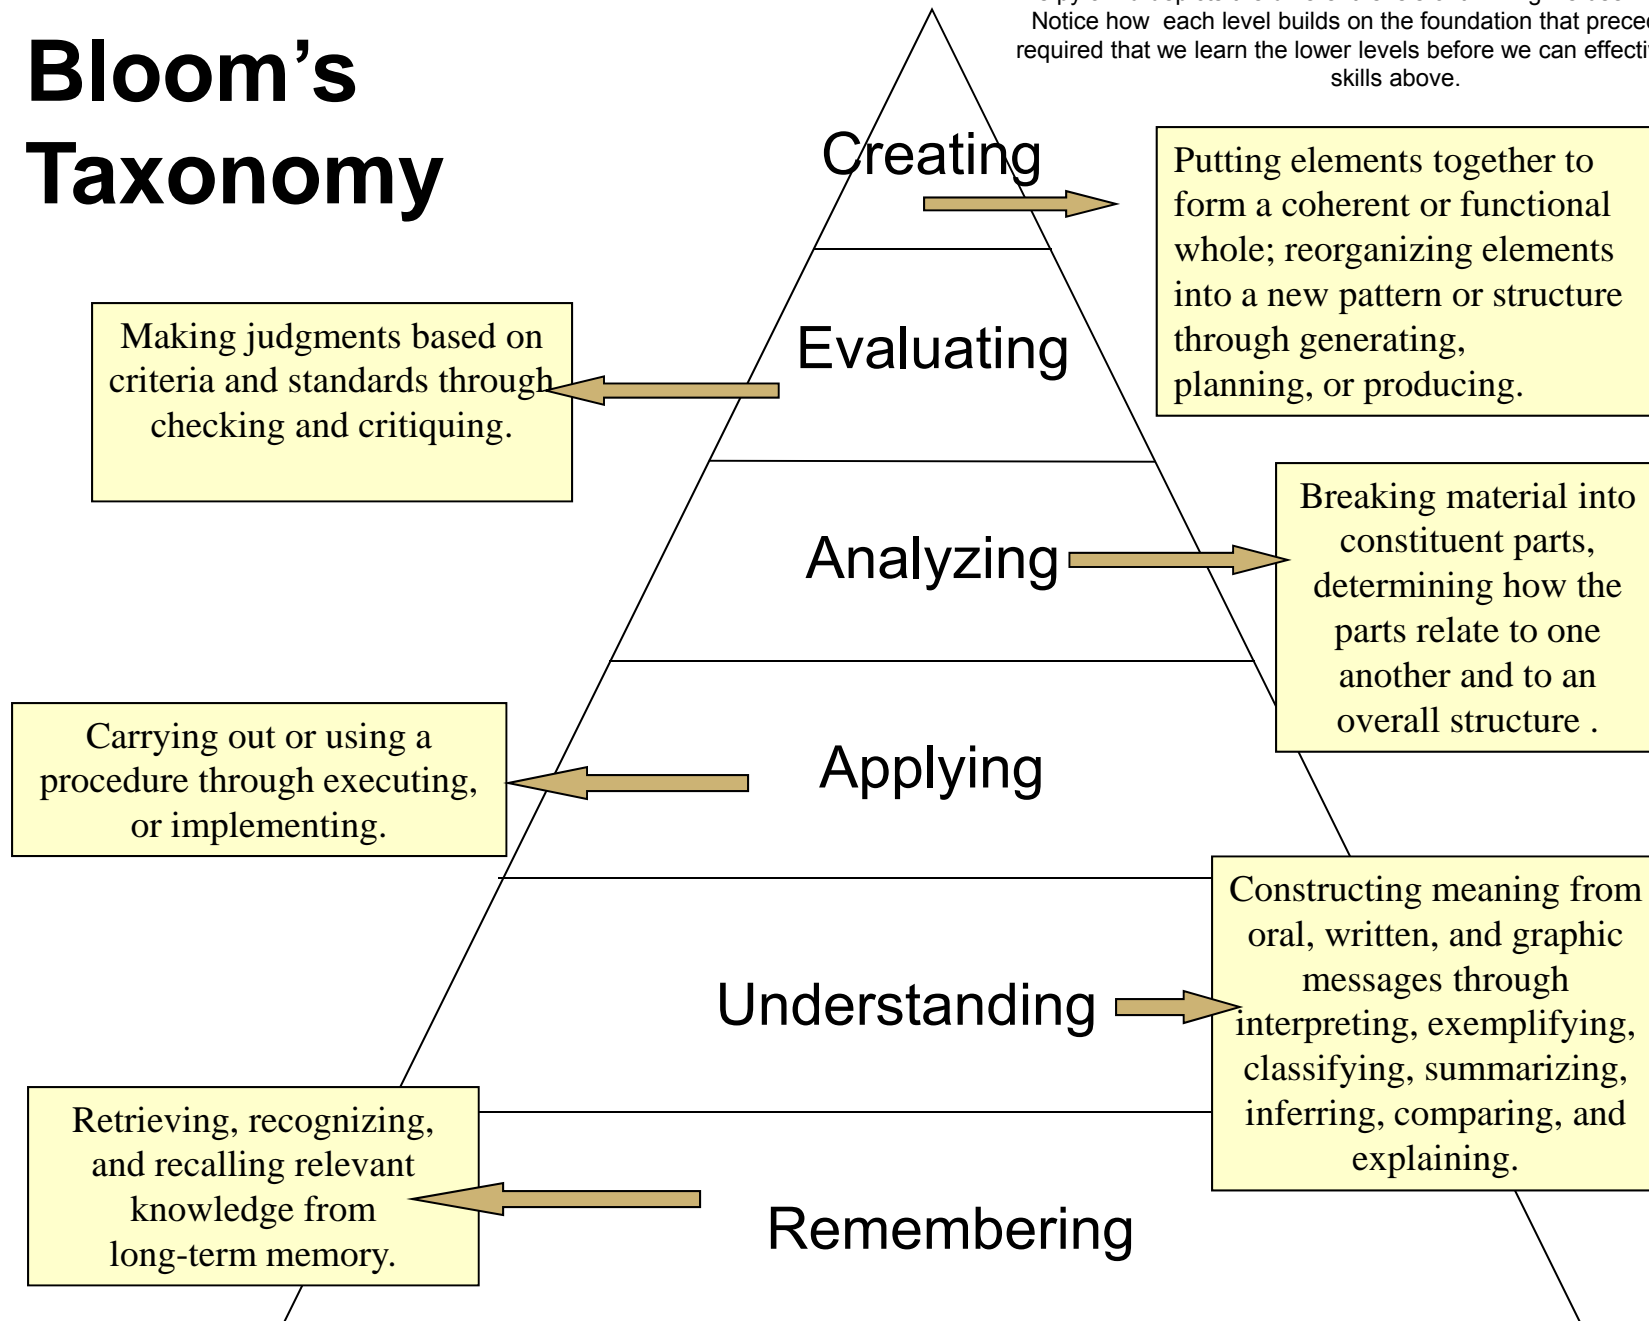 Bloom's
Taxonomy
Notice how each level builds on the foundation that
required that we learn the lower levels before we can
skills above.
Creating
Putting elements together to
form a coherent or functional
whole; reorganizing elements
into a new pattern or structure
through generating,
planning, or producing.
Evaluating
Making judgments based on
criteria and standards through
checking and critiquing.
Analyzing
Breaking material into
constituent parts,
determining how the
parts relate to one
another and to an
overall structure .
Applying
Carrying out or using a
procedure through executing,
or implementing.
Understanding
Constructing meaning from
oral, written, and graphic
messages through
interpreting, exemplifying,
classifying, summarizing,
inferring, comparing, and
explaining.
Remembering
Retrieving, recognizing,
and recalling relevant
knowledge from
long-term memory.